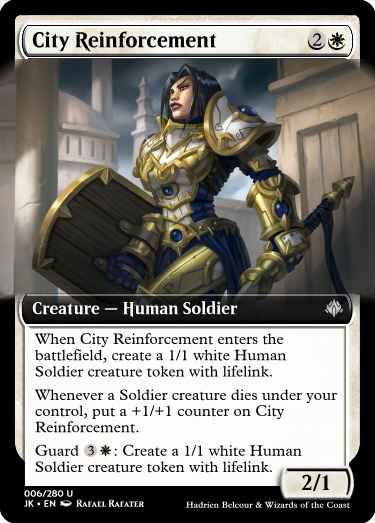 City Reinforcement 2
Creature — Human Soldier
When City Reinforcement enters the
battlefield, create a 1/1 white Human
Soldier creature token with lifelink.
Whenever a Soldier creature dies under your
control, put a +1/+1 counter on City
Reinforcement.
Guard 3: Create a 1/1 white Human
Soldier creature token with lifelink.
2/1
006/280 U
JK • EN Rafael Rafater
Hadrien Belcour & Wizards of the Coast